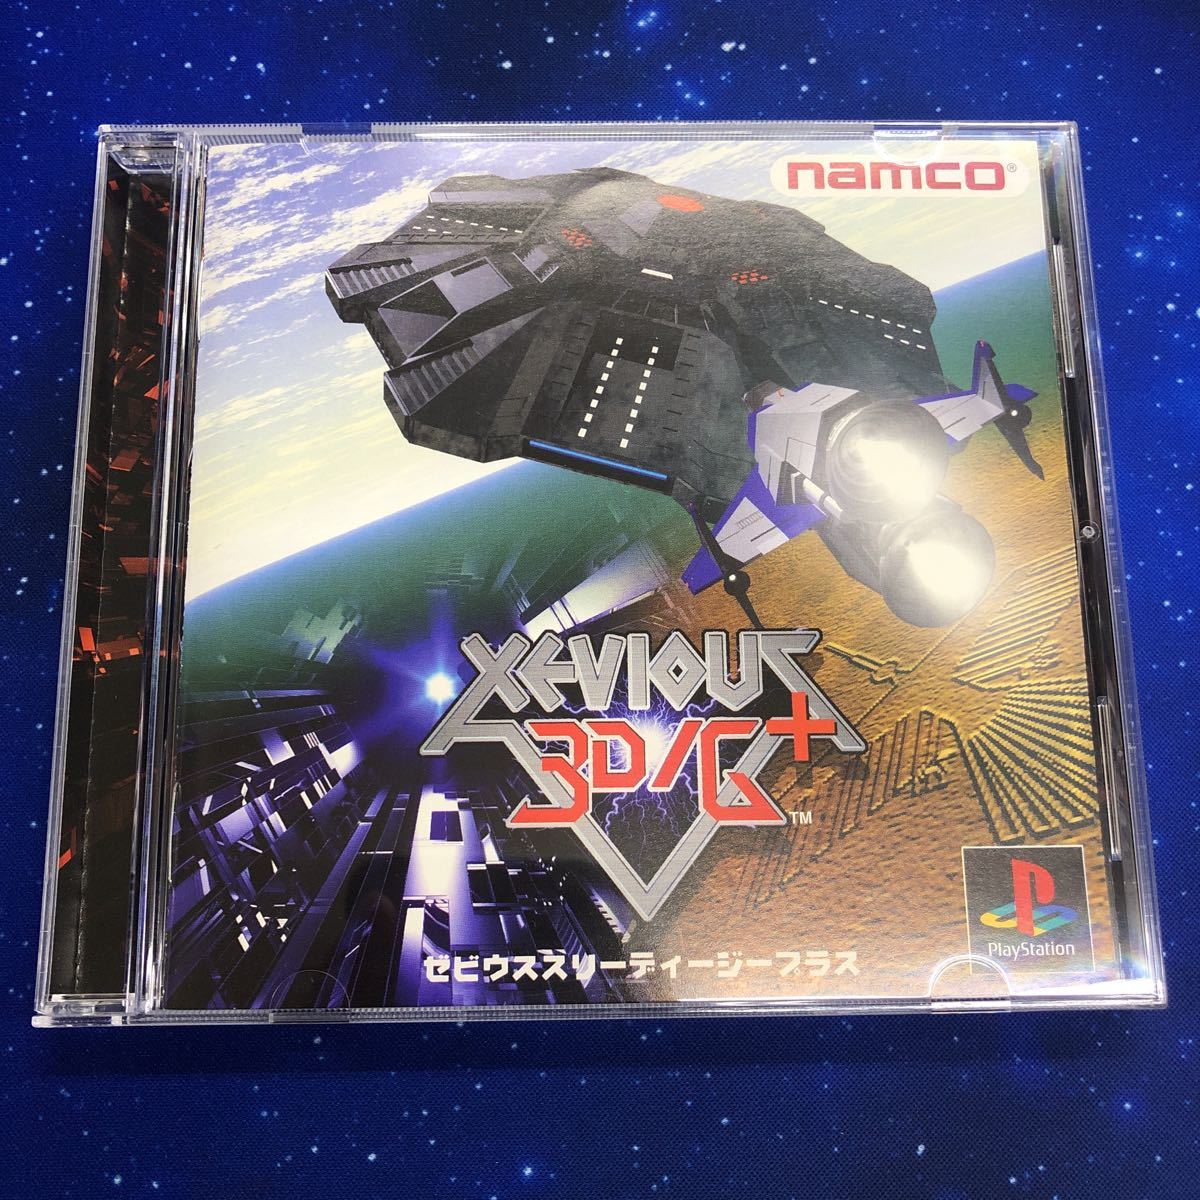 namco®
XEVIOUS
3D/G+™
PlayStation
ゼビウススリーディージープラス